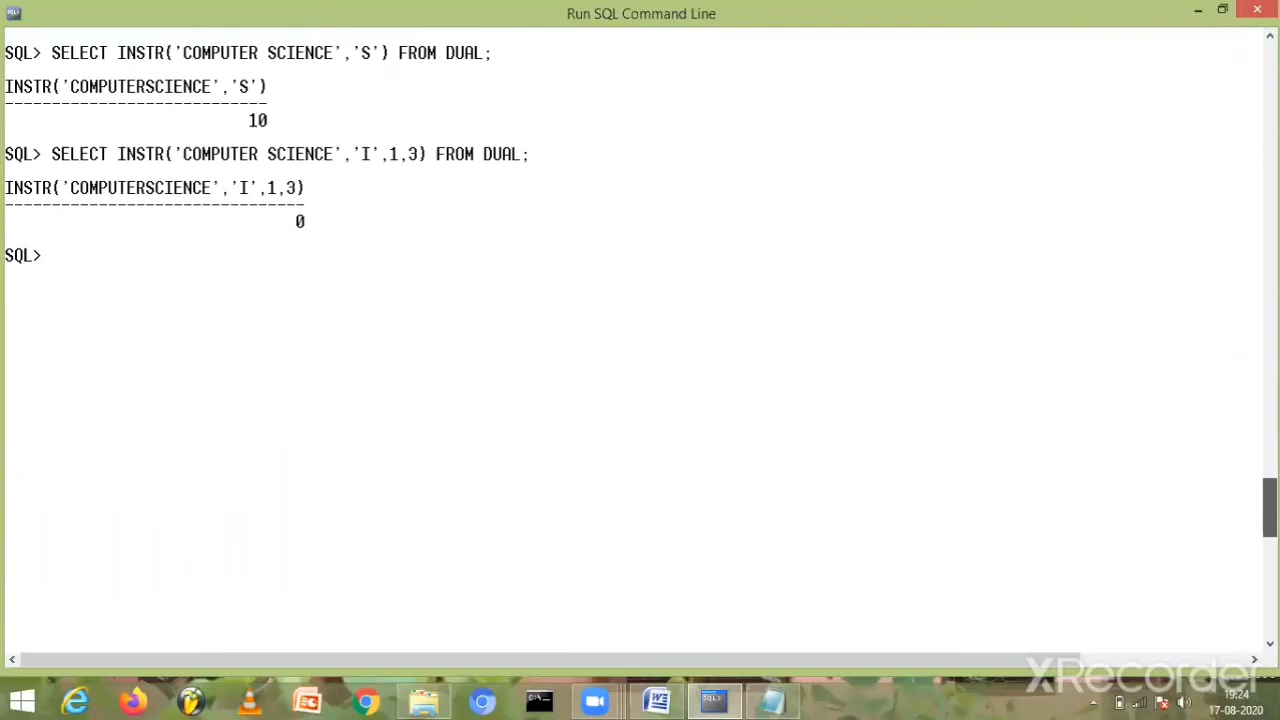 Run SQL Command Line
SQL> SELECT INSTR('COMPUTER SCIENCE','S') FROM DUAL;
INSTR('COMPUTERSCIENCE','S')
----------------------------
10
SQL> SELECT INSTR('COMPUTER SCIENCE','I',1,3) FROM DUAL;
INSTR('COMPUTERSCIENCE','I',1,3)
--------------------------------
0
SQL>
XRecorder
19:24
17-08-2020